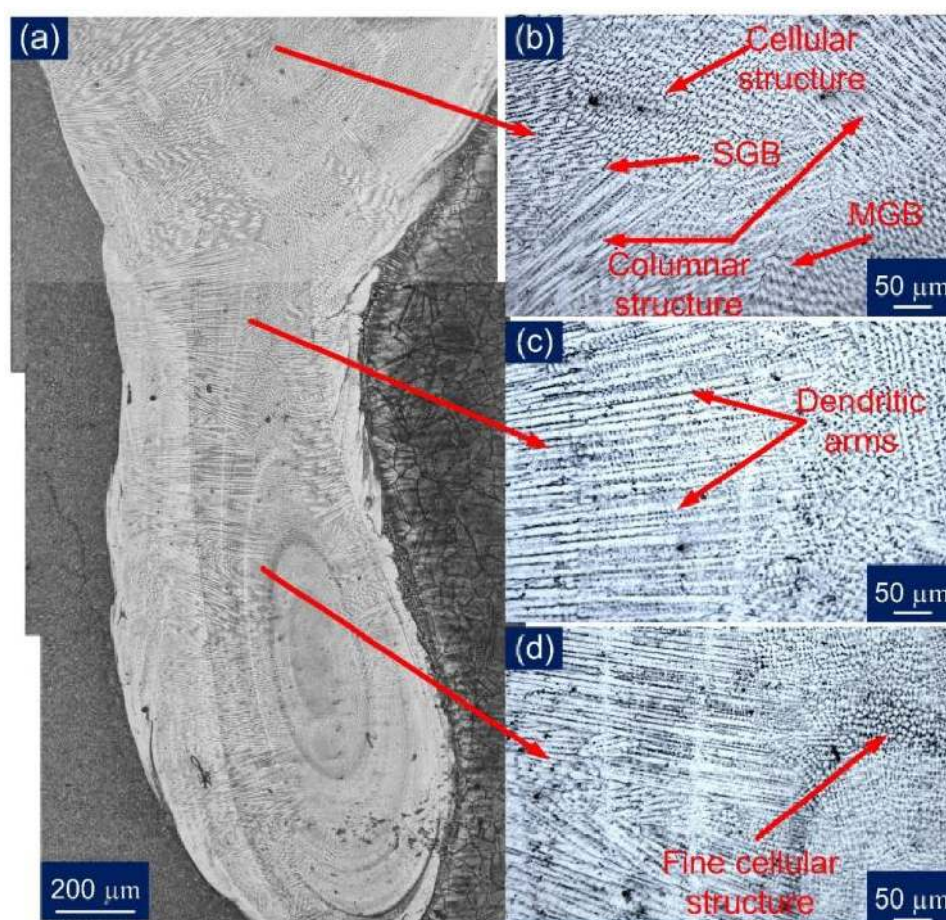 (a)
200 μm
(b)
Cellular
structure
SGB
MGB
Columnar
structure
50 μm
(c)
Dendritic
arms
50 μm
(d)
Fine cellular
structure
50 μm